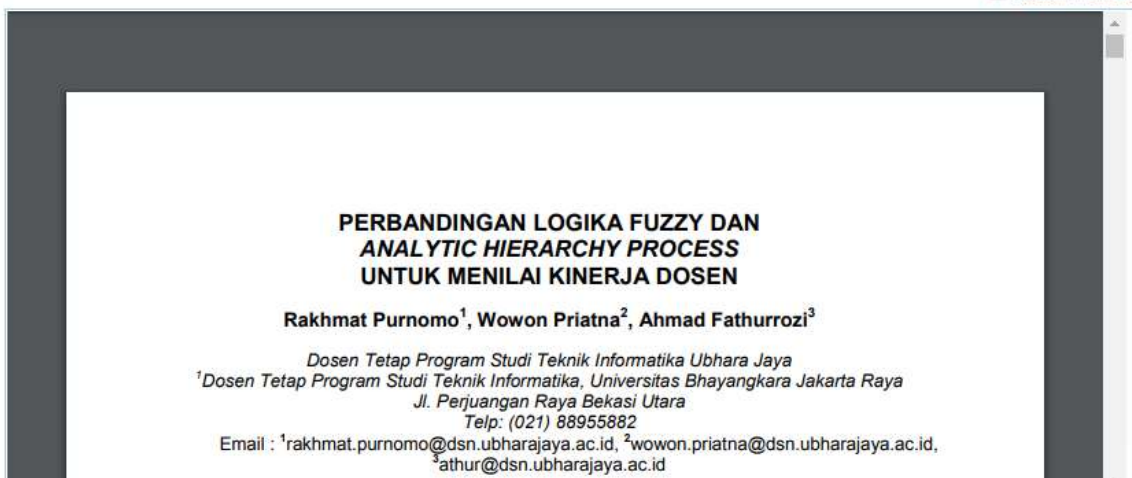 PERBANDINGAN LOGIKA FUZZY DAN
ANALYTIC HIERARCHY PROCESS
UNTUK MENILAI KINERJA DOSEN
Rakhmat Purnomo¹, Wowon Priatna², Ahmad Fathurrozi³
Dosen Tetap Program Studi Teknik Informatika Ubhara Jaya
¹Dosen Tetap Program Studi Teknik Informatika, Universitas Bhayangkara Jakarta Raya
Jl. Perjuangan Raya Bekasi Utara
Telp: (021) 88955882
Email : ¹rakhmat.purnomo@dsn.ubharajaya.ac.id, ²wowon.priatna@dsn.ubharajaya.ac.id,
³athur@dsn.ubharajaya.ac.id